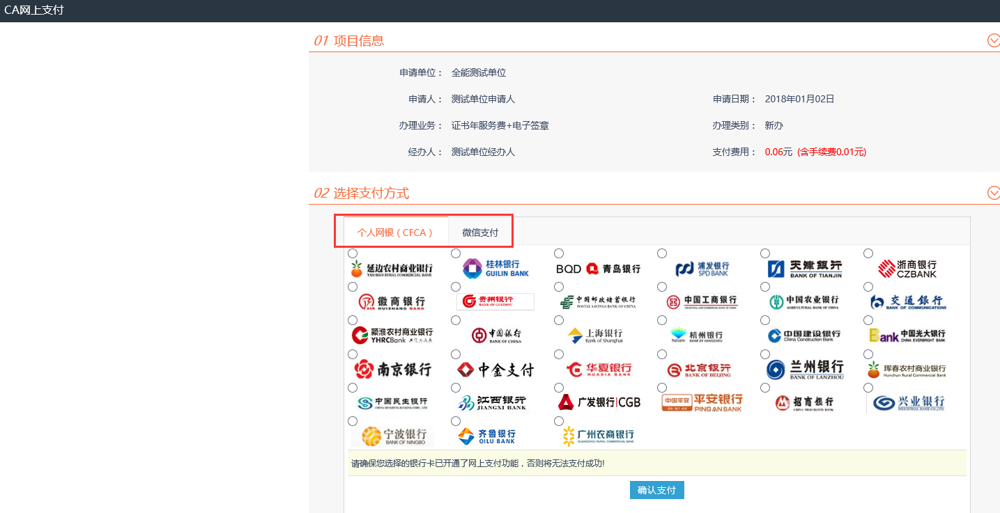 CA网上支付
01 项目信息
申请单位： 全能测试单位
申请人： 测试单位申请人 申请日期： 2018年01月02日
办理业务： 证书年服务费+电子签章 办理类别： 新办
经办人： 测试单位经办人 支付费用： 0.06元 (含手续费0.01元)
02 选择支付方式
个人网银（CFCA） 微信支付
延边农村商业银行 桂林银行 BQD 青岛银行 浦发银行 天津银行 浙商银行
YAN BIAN RURAL COMMERCIAL BANK GUILIN BANK SPD BANK BANK OF TIANJIN CZBANK
徽商银行 贵州银行 中国邮政储蓄银行 中国工商银行 中国农业银行 交通银行
HUISHANG BANK BANK OF GUIZHOU POSTAL SAVINGS BANK OF CHINA INDUSTRIAL AND COMMERCIAL BANK OF CHINA AGRICULTURAL BANK OF CHINA BANK OF COMMUNICATIONS
颍淮农村商业银行 中国银行 上海银行 杭州银行 中国建设银行 Bank 中国光大银行
YHRCBank BANK OF CHINA Bank of Shanghai habank BANK OF HANGZHOU China Construction Bank CHINA EVERBRIGHT BANK
南京银行 中金支付 华夏银行 北京银行 兰州银行 珲春农村商业银行
HUAXIA BANK BANK OF BEIJING BANK OF LANZHOU Hunchun Rural Commercial Bank
中国民生银行 江西银行 广发银行|CGB 中国平安 平安银行 招商银行 兴业银行
CHINA MINSHENG BANKING CORP., LTD. JIANGXI BANK PING AN BANK CHINA MERCHANTS BANK INDUSTRIAL BANK CO.,LTD.
宁波银行 齐鲁银行 广州农商银行
BANK OF NINGBO QILU BANK GUANGZHOU RURAL COMMERCIAL BANK
请确保您选择的银行卡已开通了网上支付功能，否则将无法支付成功!
确认支付